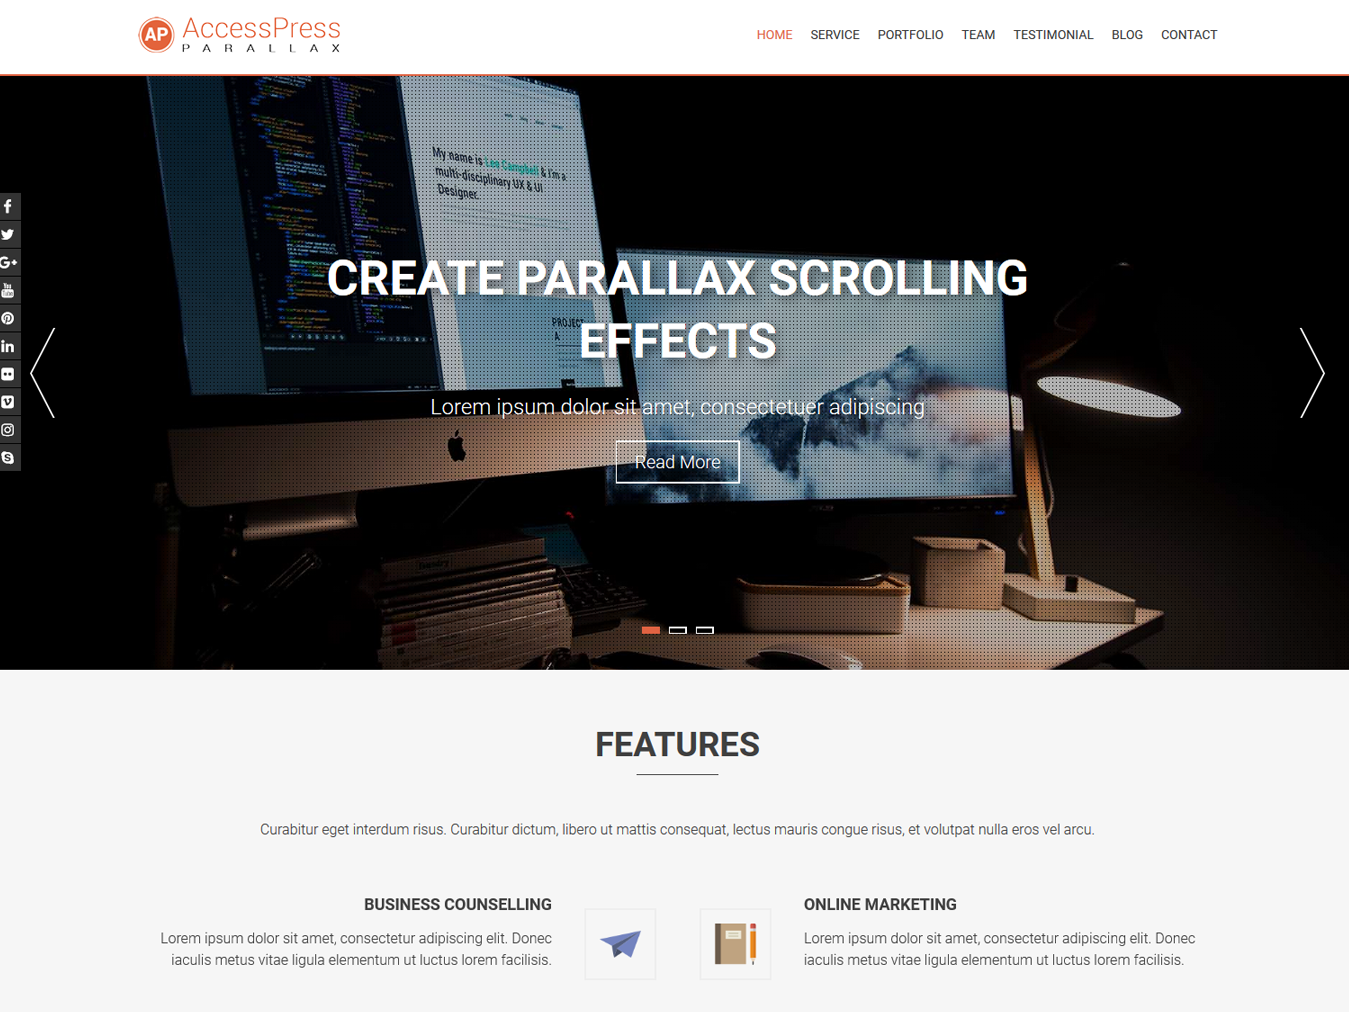 AP AccessPress
PARALLAX
HOME SERVICE PORTFOLIO TEAM TESTIMONIAL BLOG CONTACT
My name is Lee Campbell & I'm a
multi-disciplinary UX & UI
Designer.
CREATE PARALLAX SCROLLING
EFFECTS
PROJECT
A
Lorem ipsum dolor sit amet, consectetuer adipiscing
Read More
FEATURES
Curabitur eget interdum risus. Curabitur dictum, libero ut mattis consequat, lectus mauris congue risus, et volutpat nulla eros vel arcu.
BUSINESS COUNSELLING
Lorem ipsum dolor sit amet, consectetur adipiscing elit. Donec
iaculis metus vitae ligula elementum ut luctus lorem facilisis.
ONLINE MARKETING
Lorem ipsum dolor sit amet, consectetur adipiscing elit. Donec
iaculis metus vitae ligula elementum ut luctus lorem facilisis.